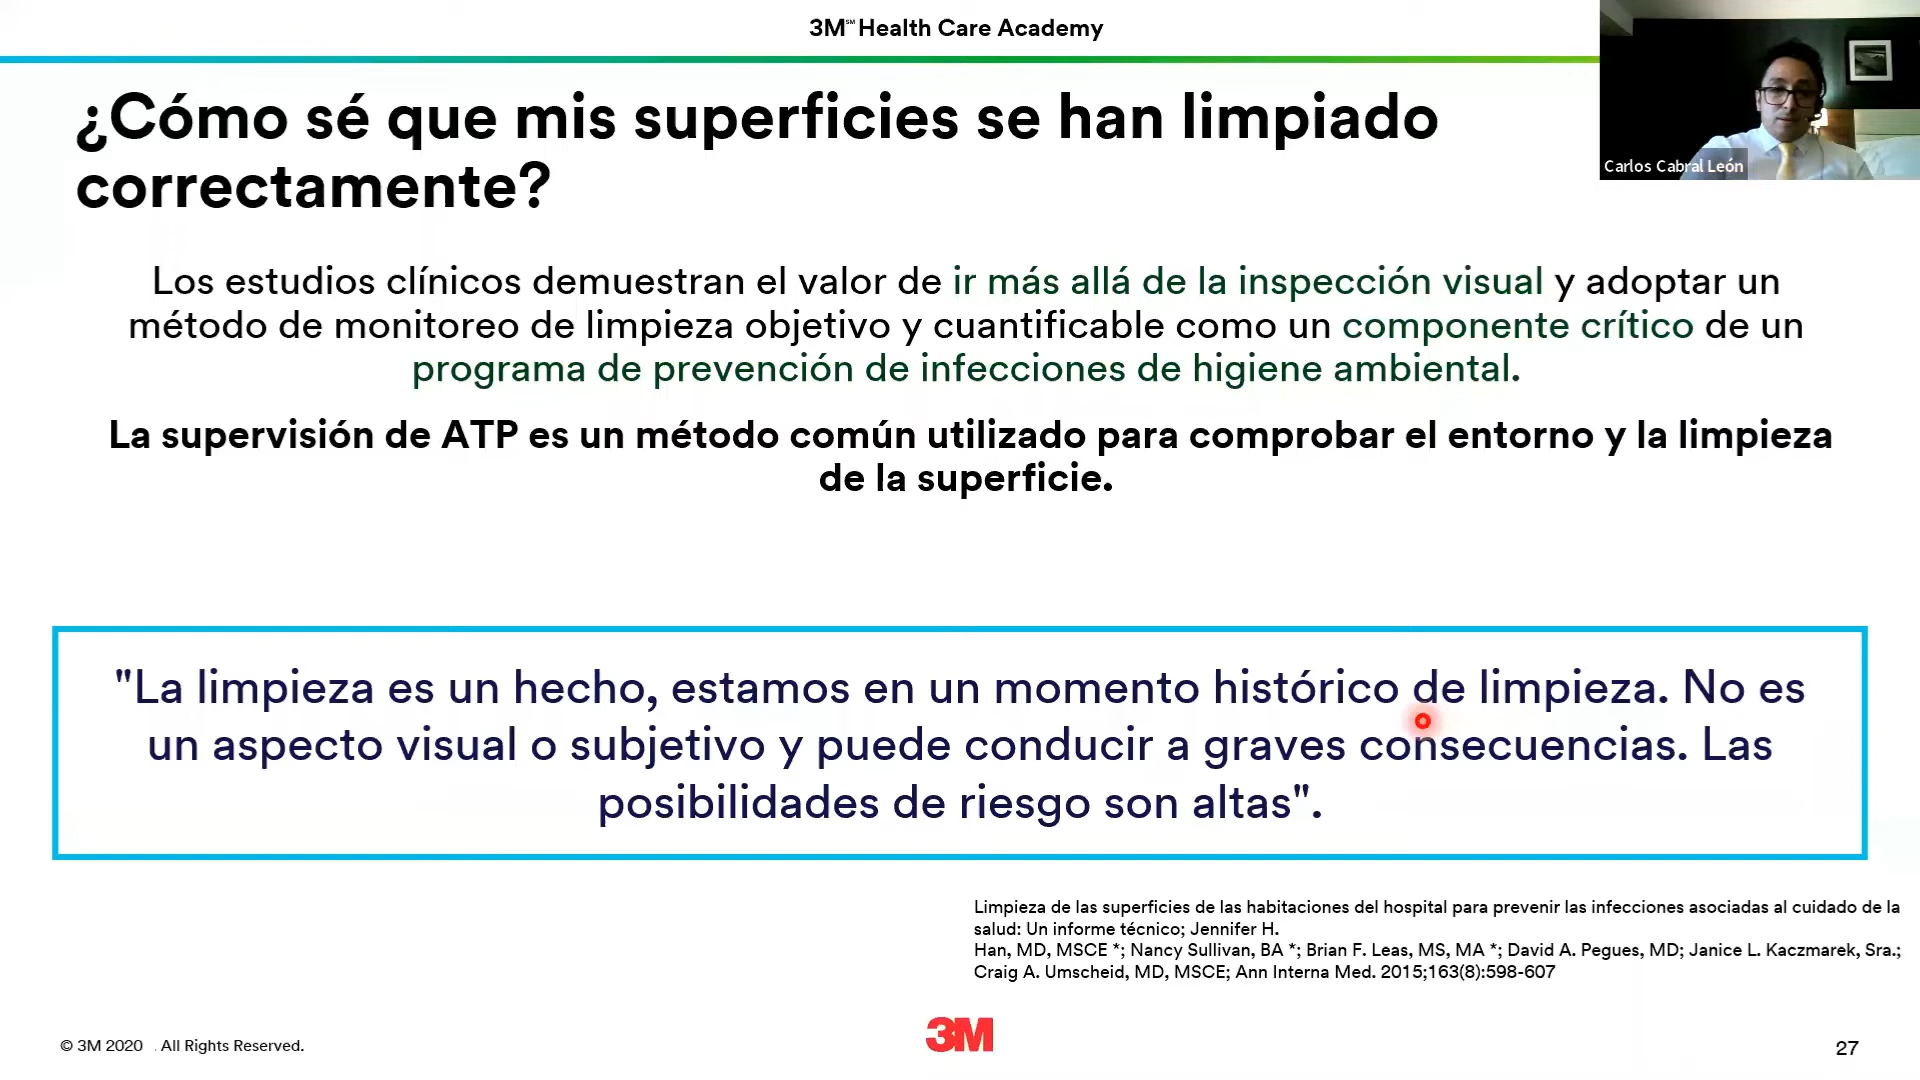 3M℠ Health Care Academy
Carlos Cabral León
¿Cómo sé que mis superficies se han limpiado
correctamente?
Los estudios clínicos demuestran el valor de ir más allá de la inspección visual y adoptar un
método de monitoreo de limpieza objetivo y cuantificable como un componente crítico de un
programa de prevención de infecciones de higiene ambiental.
La supervisión de ATP es un método común utilizado para comprobar el entorno y la limpieza
de la superficie.
"La limpieza es un hecho, estamos en un momento histórico de limpieza. No es
un aspecto visual o subjetivo y puede conducir a graves consecuencias. Las
posibilidades de riesgo son altas".
Limpieza de las superficies de las habitaciones del hospital para prevenir las infecciones asociadas al cuidado de la
salud: Un informe técnico; Jennifer H.
Han, MD, MSCE *; Nancy Sullivan, BA *; Brian F. Leas, MS, MA *; David A. Pegues, MD; Janice L. Kaczmarek, Sra.;
Craig A. Umscheid, MD, MSCE; Ann Interna Med. 2015;163(8):598-607
© 3M 2020 . All Rights Reserved.
3M
27